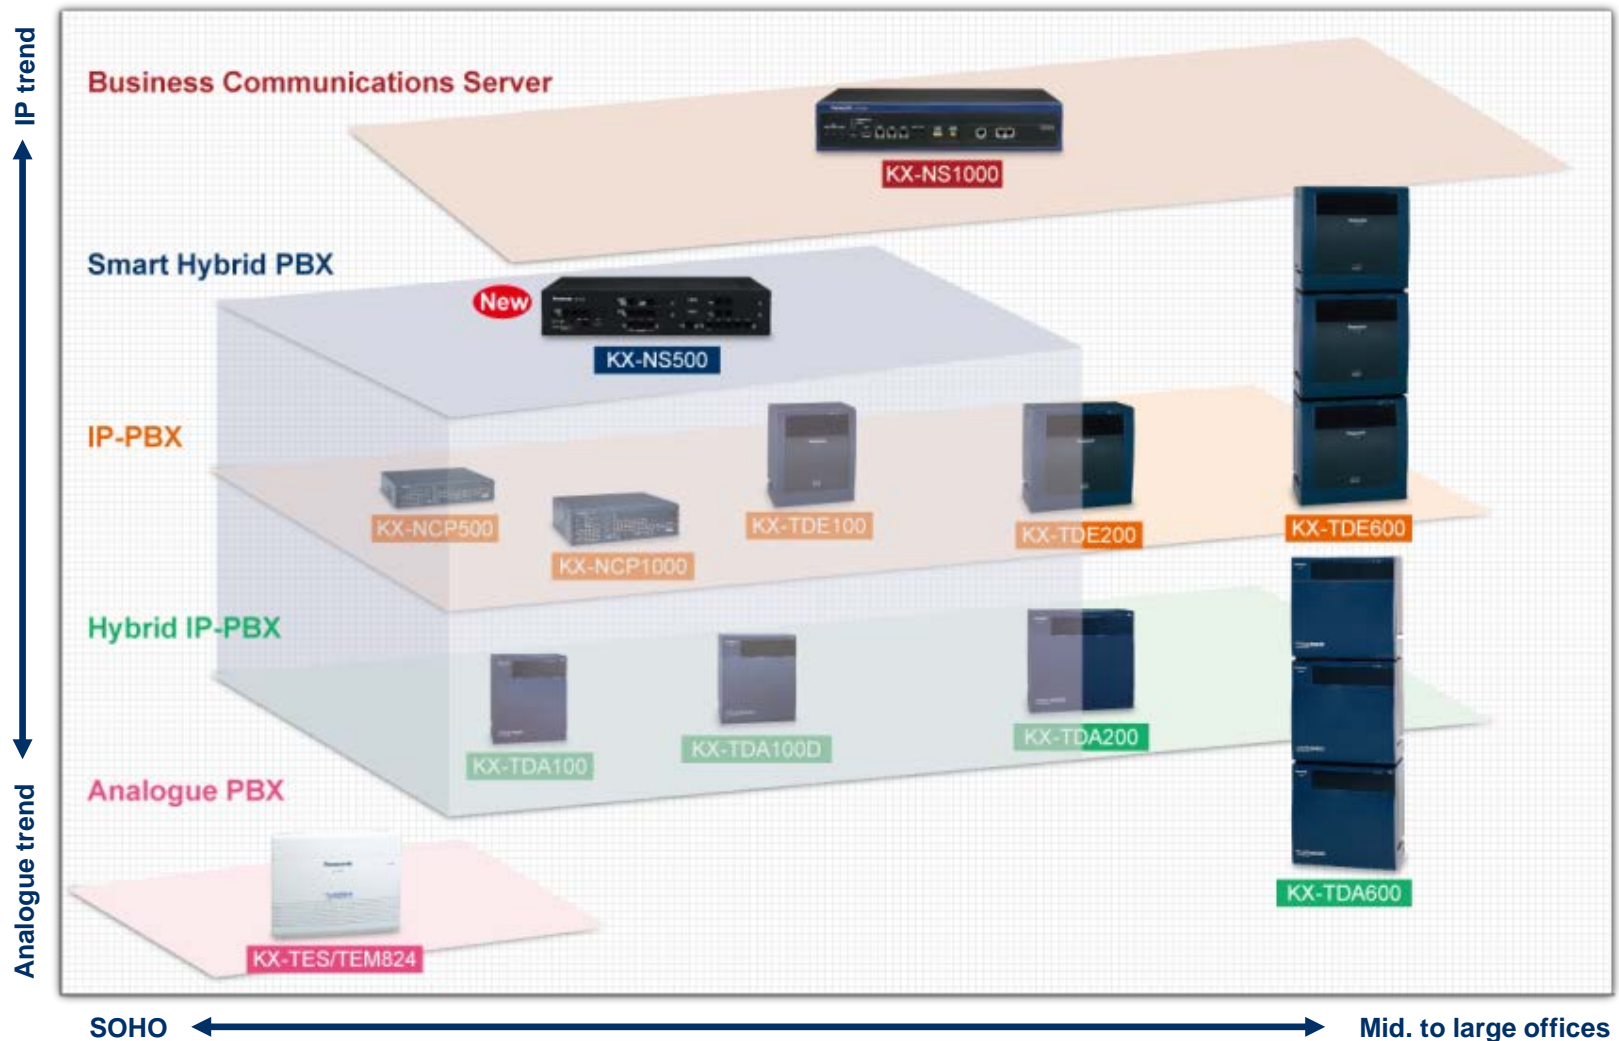 IP trend
Business Communications Server
KX-NS1000
Smart Hybrid PBX
New
KX-NS500
IP-PBX
KX-NCP500
KX-NCP1000
KX-TDE100
KX-TDE200
KX-TDE600
Hybrid IP-PBX
KX-TDA100
KX-TDA100D
KX-TDA200
KX-TDA600
Analogue PBX
Analogue trend
Panasonic
KX-TES/TEM824
SOHO
Mid. to large offices